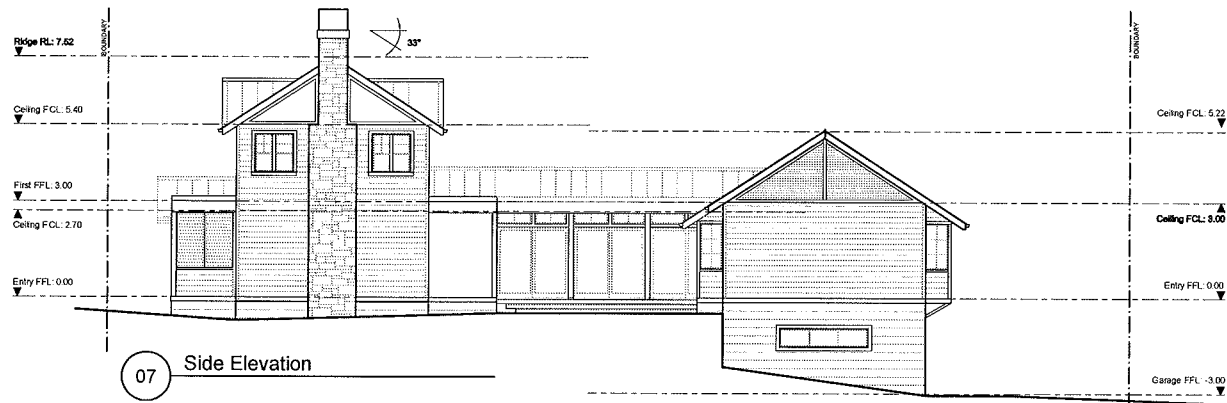 BOUNDARY
BOUNDARY
Ridge RL: 7.52
33°
Ceiling FCL: 5.40
Ceiling FCL: 5.22
First FFL: 3.00
Ceiling FCL: 2.70
Ceiling FCL: 3.00
Entry FFL: 0.00
Entry FFL: 0.00
07 Side Elevation
Garage FFL: -3.00